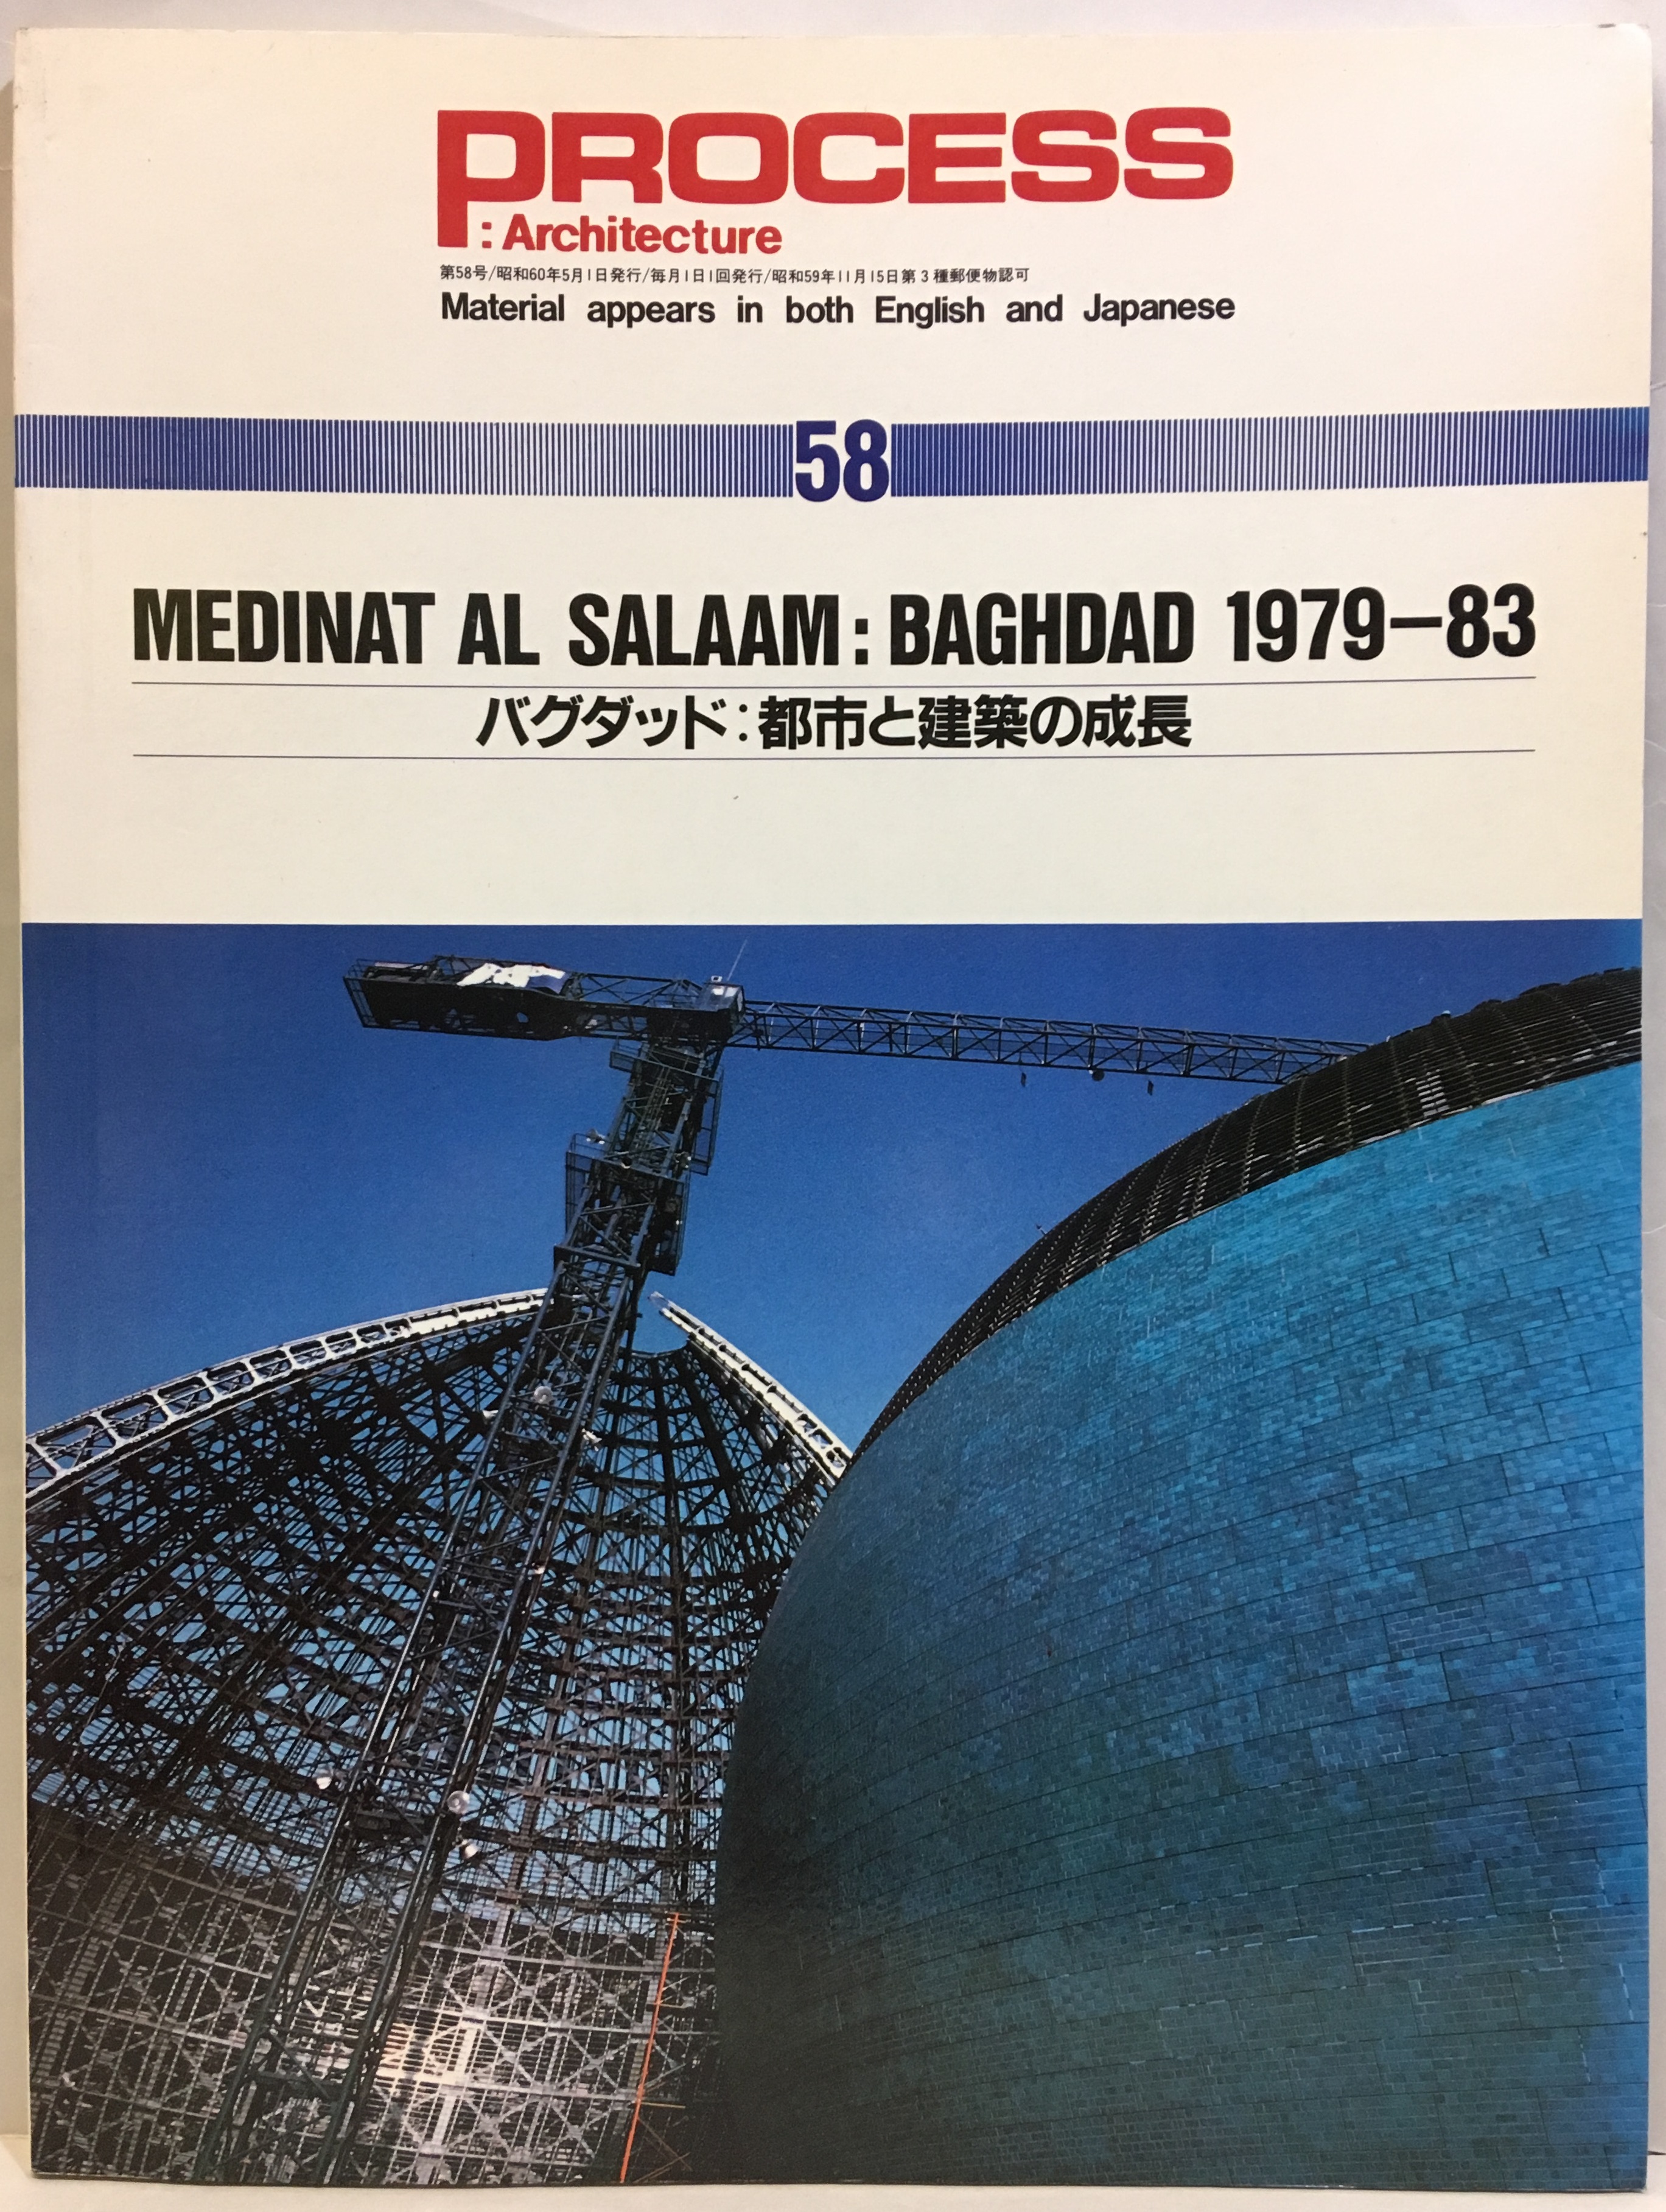 PROCESS
: Architecture
第58号/昭和60年5月1日発行/毎月1日1回発行/昭和59年11月15日第3種郵便物認可
Material appears in both English and Japanese
58
MEDINAT AL SALAAM : BAGHDAD 1979–83
バグダッド:都市と建築の成長